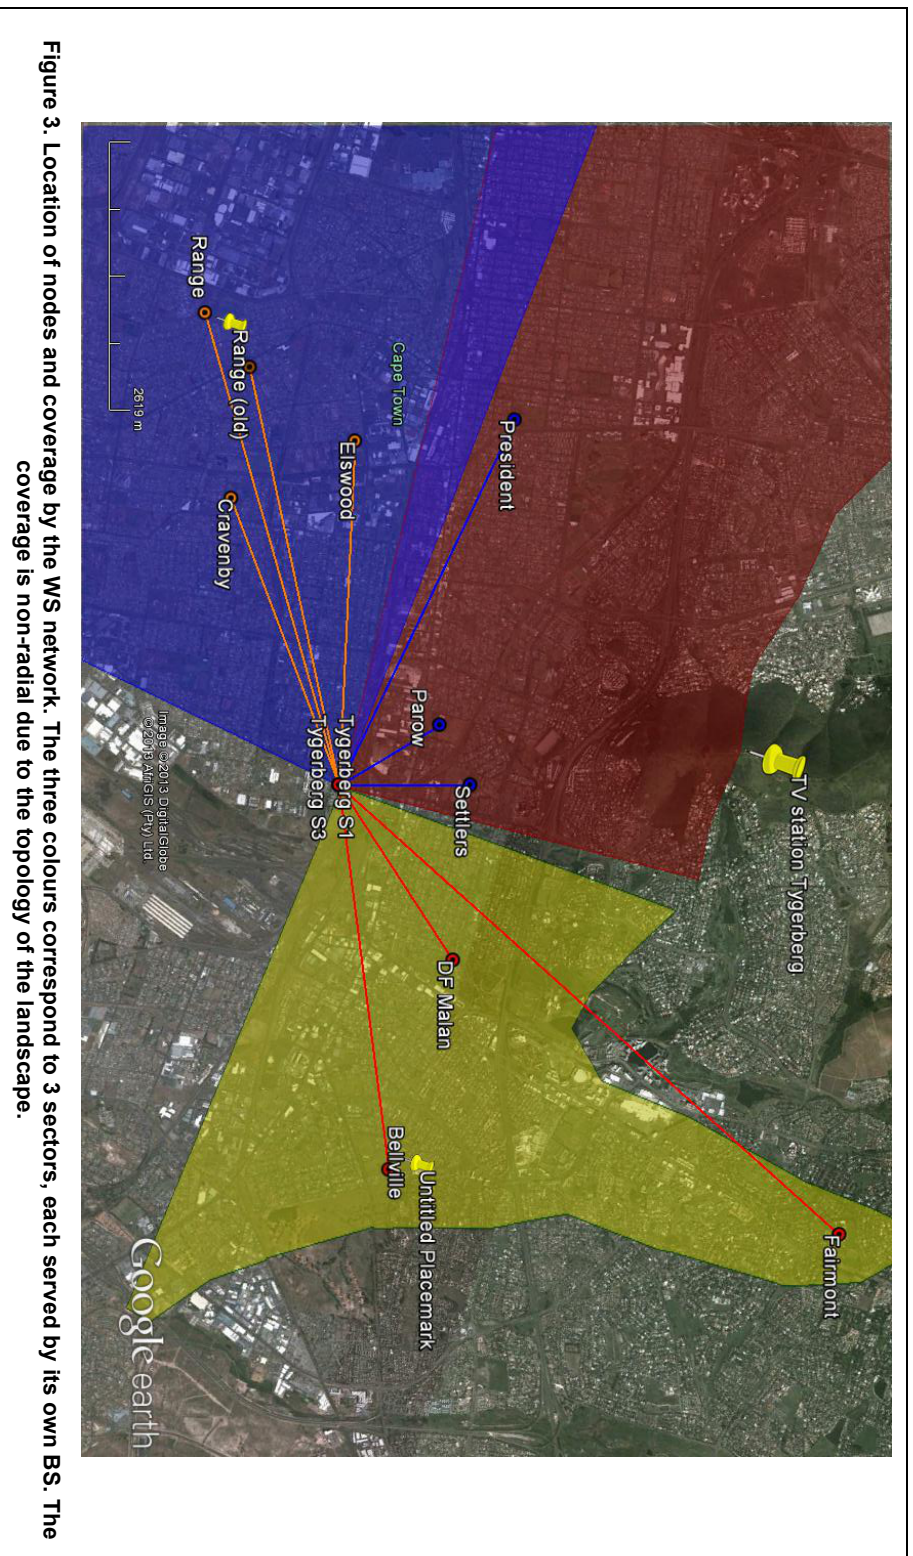 TV station Tygerberg
Fairmont
President
Settlers
DF Malan
Parow
Untitled Placemark
Bellville
Cape Town
Elswood
Tygerberg S1
Tygerberg S3
Range (old)
Cravenby
Range
2619 m
Image © 2013 DigitalGlobe
© 2013 AfriGIS (Pty) Ltd
Google earth
Figure 3. Location of nodes and coverage by the WS network. The three colours correspond to 3 sectors, each served by its own BS. The
coverage is non-radial due to the topology of the landscape.